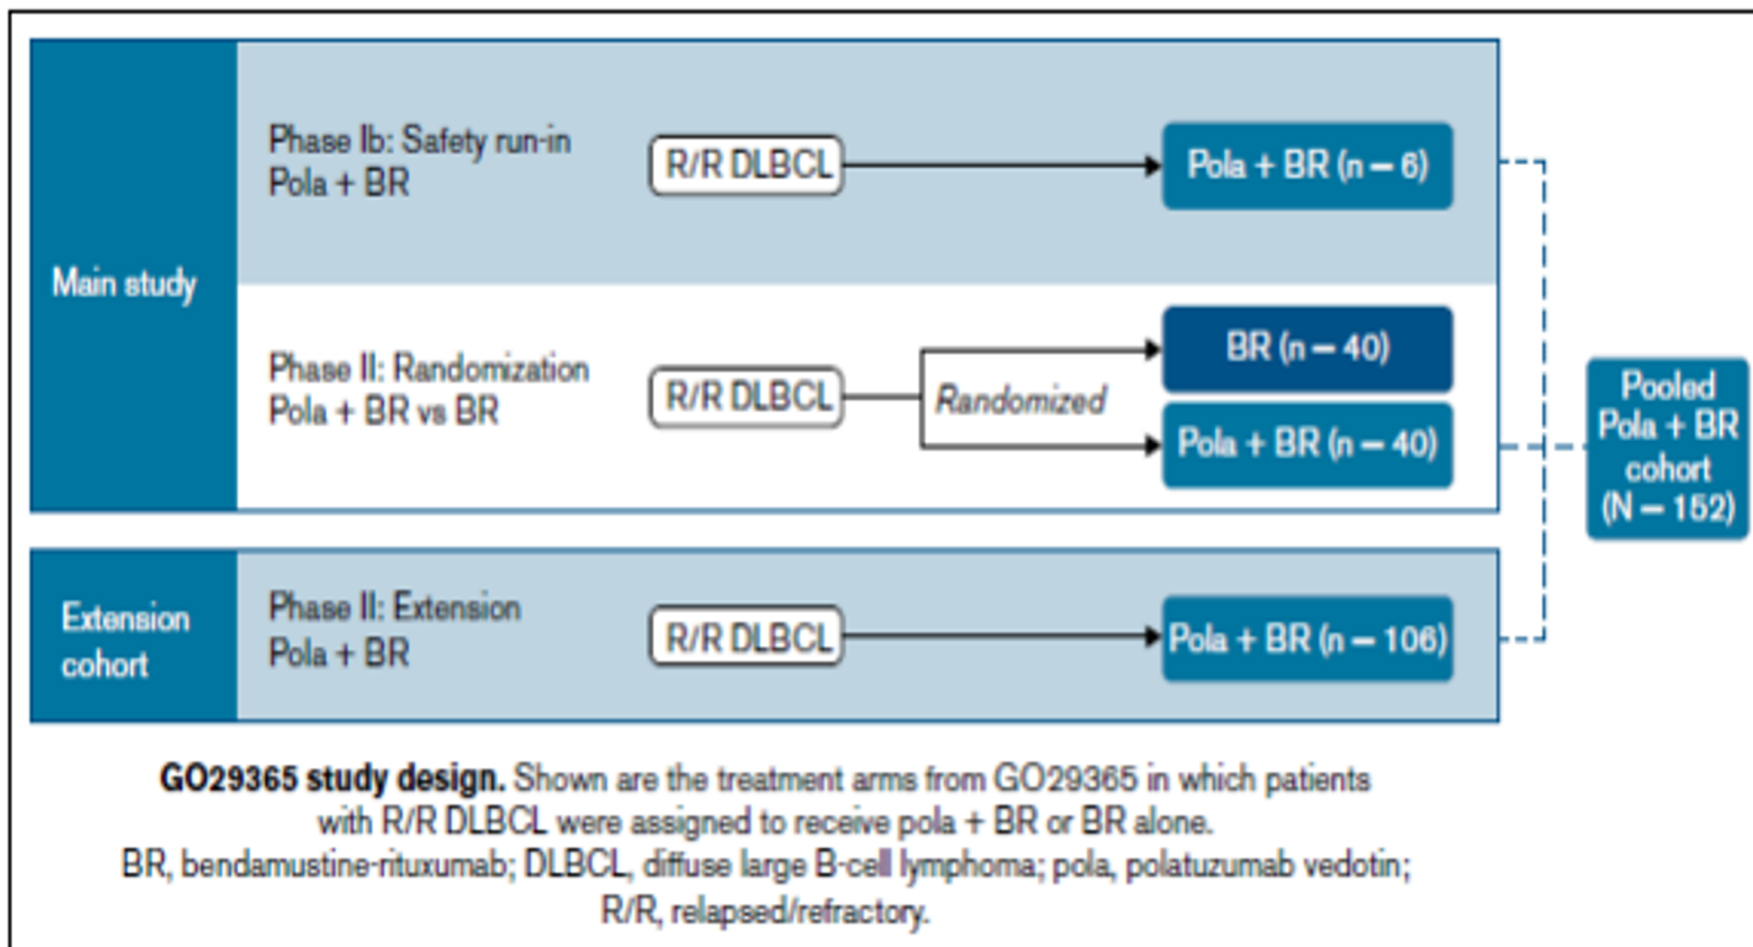 Main study
Phase Ib: Safety run-in
Pola + BR
R/R DLBCL
Pola + BR (n – 6)
Phase II: Randomization
Pola + BR vs BR
R/R DLBCL
Randomized
BR (n – 40)
Pola + BR (n – 40)
Pooled
Pola + BR
cohort
(N – 152)
Extension
cohort
Phase II: Extension
Pola + BR
R/R DLBCL
Pola + BR (n – 106)
GO29365 study design. Shown are the treatment arms from GO29365 in which patients
with R/R DLBCL were assigned to receive pola + BR or BR alone.
BR, bendamustine-rituxumab; DLBCL, diffuse large B-cell lymphoma; pola, polatuzumab vedotin;
R/R, relapsed/refractory.